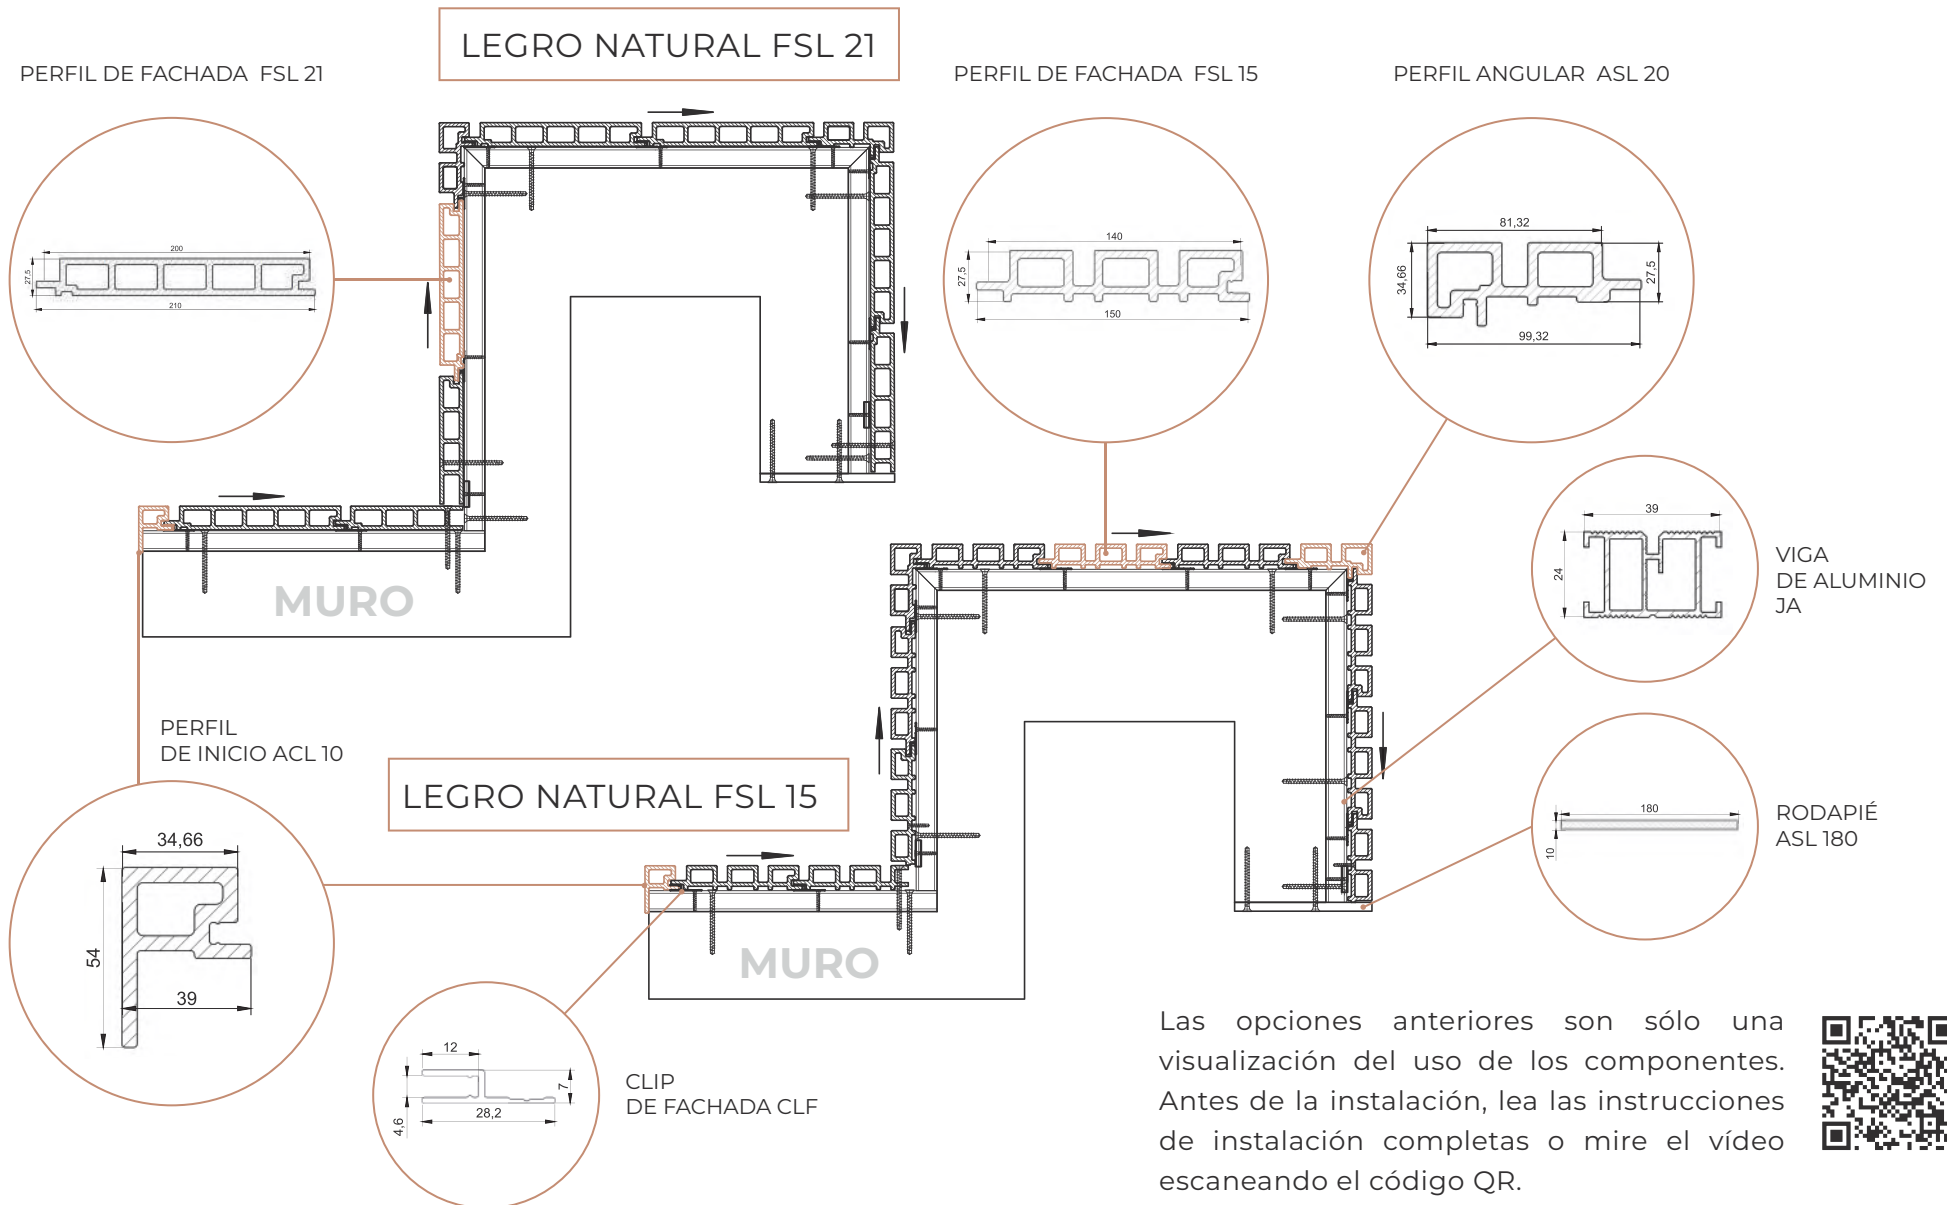 LEGRO NATURAL FSL 21
PERFIL DE FACHADA FSL 21
200
27,5
210
PERFIL DE FACHADA FSL 15
140
27,5
150
PERFIL ANGULAR ASL 20
81,32
34,66
27,5
99,32
MURO
39
24
VIGA
DE ALUMINIO
JA
PERFIL
DE INICIO ACL 10
34,66
54
39
LEGRO NATURAL FSL 15
180
10
RODAPIÉ
ASL 180
MURO
12
7
4,6
28,2
CLIP
DE FACHADA CLF
Las opciones anteriores son sólo una
visualización del uso de los componentes.
Antes de la instalación, lea las instrucciones
de instalación completas o mire el vídeo
escaneando el código QR.